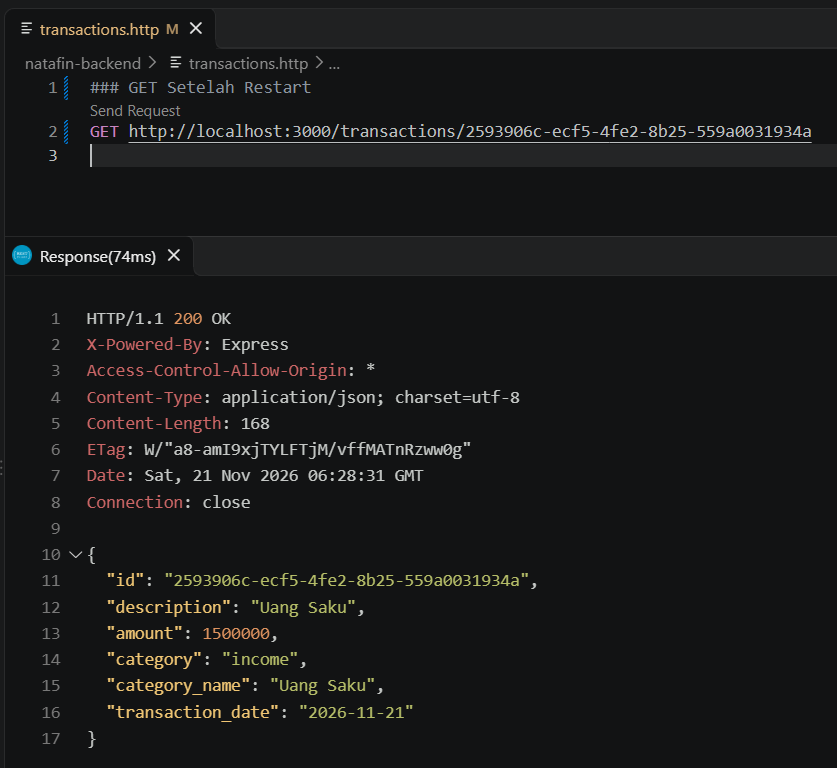 transactions.http M
natafin-backend > transactions.http > ...
1 ### GET Setelah Restart
Send Request
2 GET http://localhost:3000/transactions/2593906c-ecf5-4fe2-8b25-559a0031934a
3
Response(74ms)
1 HTTP/1.1 200 OK
2 X-Powered-By: Express
3 Access-Control-Allow-Origin: *
4 Content-Type: application/json; charset=utf-8
5 Content-Length: 168
6 ETag: W/"a8-amI9xjTYLFTjM/vffMATnRzww0g"
7 Date: Sat, 21 Nov 2026 06:28:31 GMT
8 Connection: close
9
10 {
11 "id": "2593906c-ecf5-4fe2-8b25-559a0031934a",
12 "description": "Uang Saku",
13 "amount": 1500000,
14 "category": "income",
15 "category_name": "Uang Saku",
16 "transaction_date": "2026-11-21"
17 }